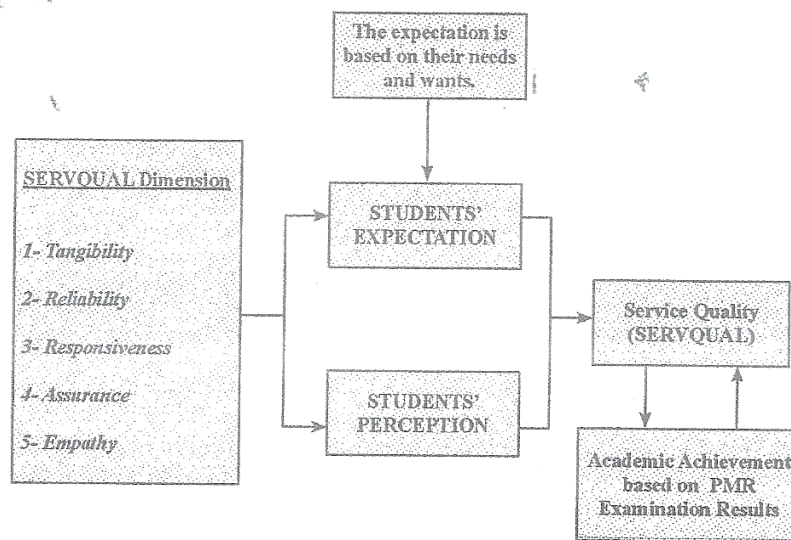 The expectation is
based on their needs
and wants.
SERVQUAL Dimension
1- Tangibility
2- Reliability
3- Responsiveness
4- Assurance
5- Empathy
STUDENTS'
EXPECTATION
STUDENTS'
PERCEPTION
Service Quality
(SERVQUAL)
Academic Achievement
based on PMR
Examination Results